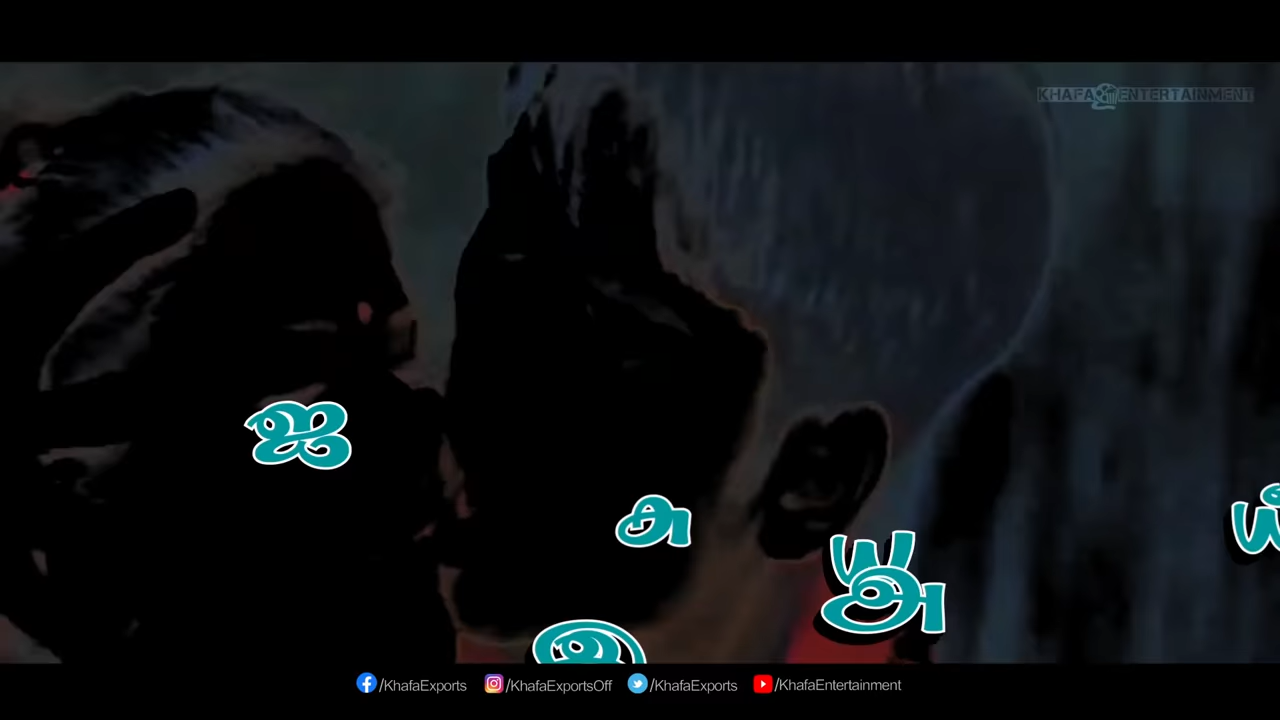 KHAFA ENTERTAINMENT
ஐ
அ
ய
அ
இ
/KhafaExports /KhafaExportsOff /KhafaExports /KhafaEntertainment